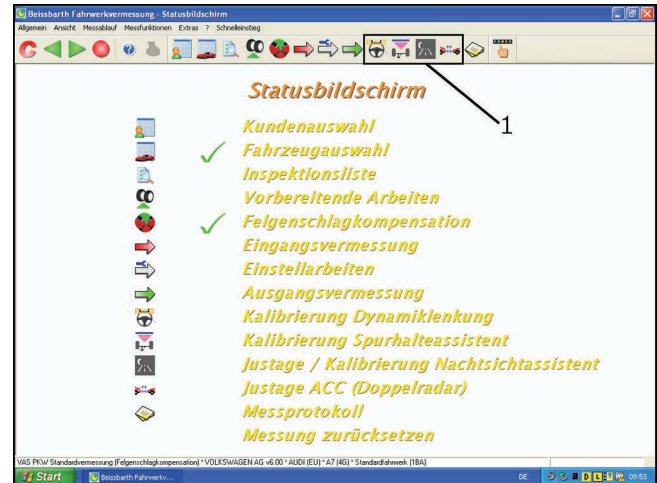 Beissbarth Fahrwerkvermessung - Statusbildschirm
Allgemein Ansicht Messablauf Messfunktionen Extras ? Schnelleinstieg
Statusbildschirm
1
Kundenauswahl
Fahrzeugauswahl
Inspektionsliste
Vorbereitende Arbeiten
Felgenschlagkompensation
Eingangsvermessung
Einstellarbeiten
Ausgangsvermessung
Kalibrierung Dynamiklenkung
Kalibrierung Spurhalteassistent
Justage / Kalibrierung Nachtsichtassistent
Justage ACC (Doppelradar)
Messprotokoll
Messung zurücksetzen
VAS PKW Standardvermessung (Felgenschlagkompensation) * VOLKSWAGEN AG v6.00 * AUDI (EU) * A7 (4G) * Standardfahrwerk (1BA)
Start Beissbarth Fahrwerkv... DE D L 09:53